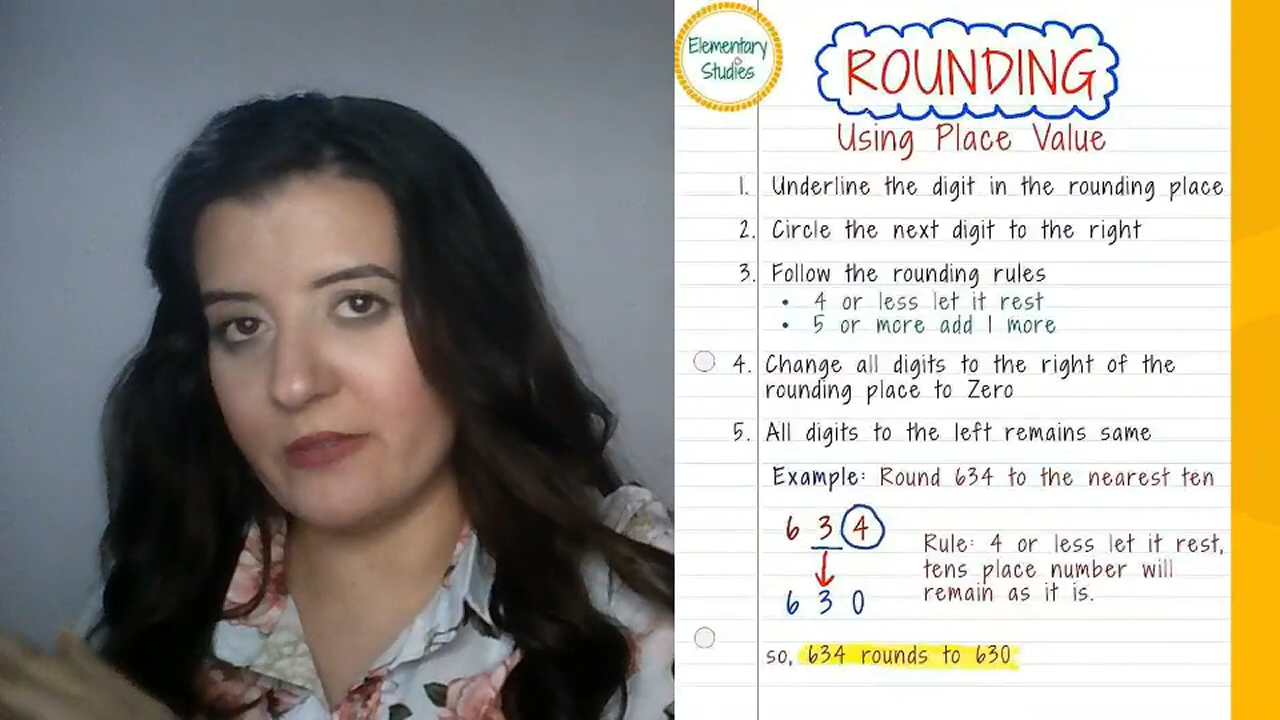 Elementary
Studies
ROUNDING
Using Place Value
1. Underline the digit in the rounding place
2. Circle the next digit to the right
3. Follow the rounding rules
• 4 or less let it rest
• 5 or more add 1 more
4. Change all digits to the right of the
rounding place to Zero
5. All digits to the left remains same
Example: Round 634 to the nearest ten
6 3 4
6 3 0
Rule: 4 or less let it rest,
tens place number will
remain as it is.
so, 634 rounds to 630